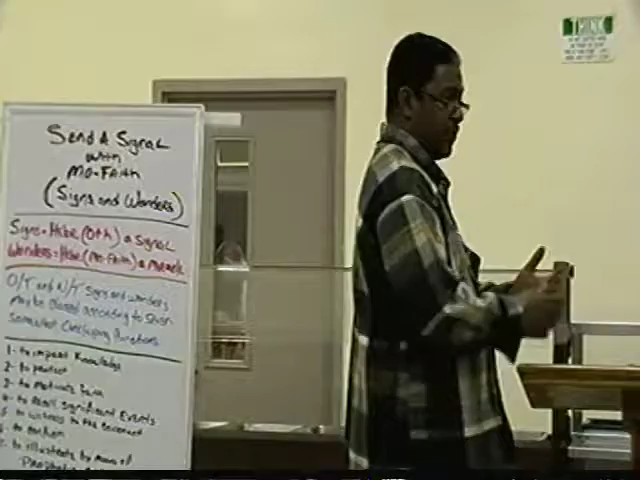 Send A Signal
with
MO-Faith
(Signs and Wonders)
Signs = Hebr (Oth) a Signal
Wonders = Hebr (Mo-Faith) a Miracle
O/T and N/T Signs and wonders
may be classed according to Seven
Somewhat Overlapping Functions
1- to impart Knowledge
2- to protect
3- to motivate Faith
4- to Recall Significant Events
5- to witness to the covenant
6- to confirm
7- to illustrate by means of
THINK